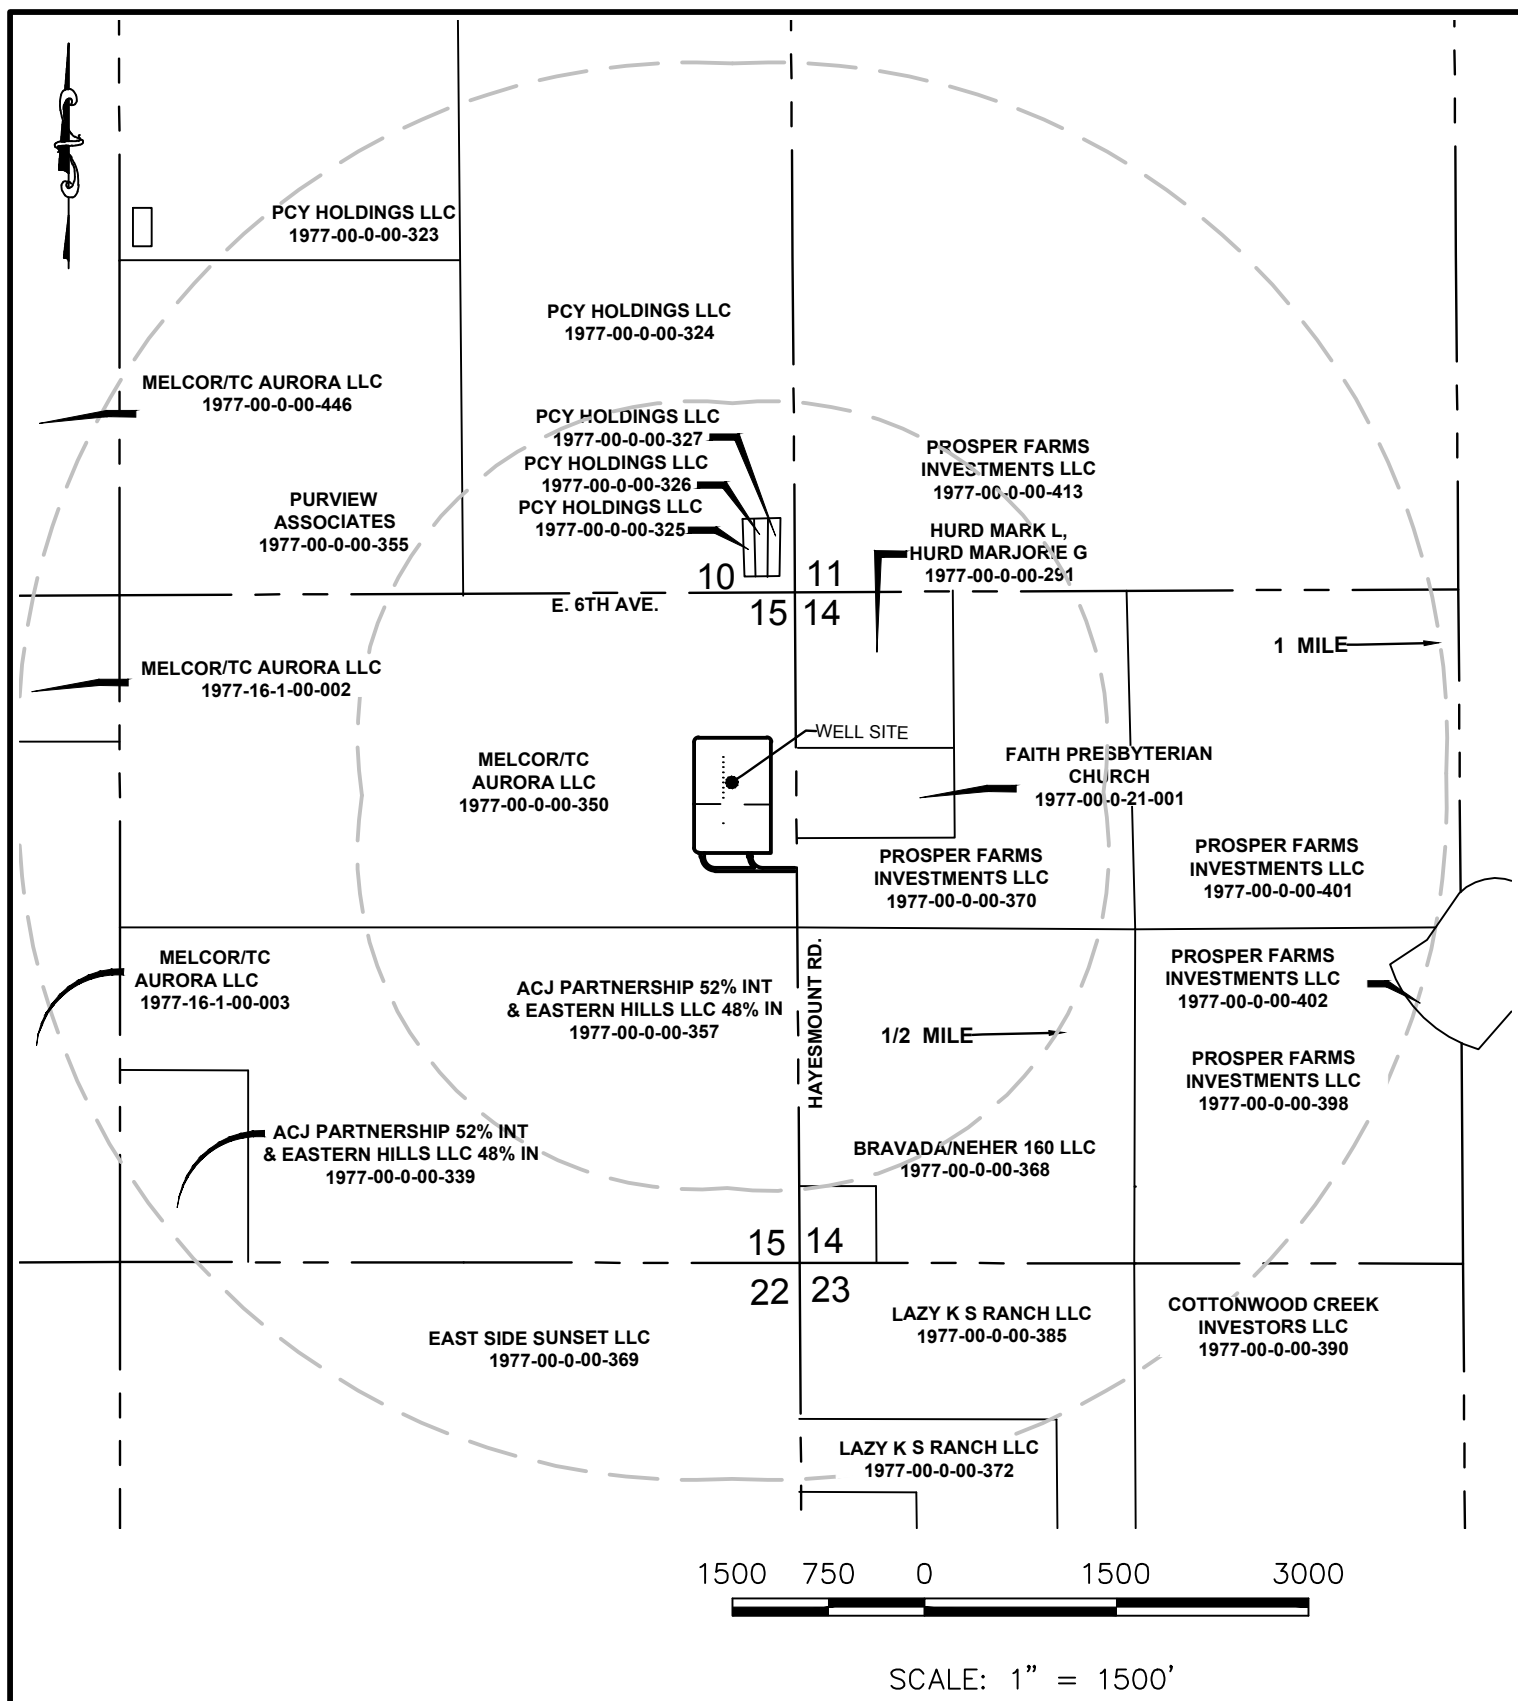 PCY HOLDINGS LLC
1977-00-0-00-323
PCY HOLDINGS LLC
1977-00-0-00-324
MELCOR/TC AURORA LLC
1977-00-0-00-446
PCY HOLDINGS LLC
1977-00-0-00-327
PCY HOLDINGS LLC
1977-00-0-00-326
PCY HOLDINGS LLC
1977-00-0-00-325
PROSPER FARMS
INVESTMENTS LLC
1977-00-0-00-413
PURVIEW
ASSOCIATES
1977-00-0-00-355
HURD MARK L,
HURD MARJORIE G
1977-00-0-00-291
10 11
15 14
E. 6TH AVE.
1 MILE
MELCOR/TC AURORA LLC
1977-16-1-00-002
WELL SITE
MELCOR/TC
AURORA LLC
1977-00-0-00-350
FAITH PRESBYTERIAN
CHURCH
1977-00-0-21-001
PROSPER FARMS
INVESTMENTS LLC
1977-00-0-00-370
PROSPER FARMS
INVESTMENTS LLC
1977-00-0-00-401
MELCOR/TC
AURORA LLC
1977-16-1-00-003
ACJ PARTNERSHIP 52% INT
& EASTERN HILLS LLC 48% IN
1977-00-0-00-357
HAYESMOUNT RD.
1/2 MILE
PROSPER FARMS
INVESTMENTS LLC
1977-00-0-00-402
PROSPER FARMS
INVESTMENTS LLC
1977-00-0-00-398
ACJ PARTNERSHIP 52% INT
& EASTERN HILLS LLC 48% IN
1977-00-0-00-339
BRAVADA/NEHER 160 LLC
1977-00-0-00-368
15 14
22 23
EAST SIDE SUNSET LLC
1977-00-0-00-369
LAZY K S RANCH LLC
1977-00-0-00-385
COTTONWOOD CREEK
INVESTORS LLC
1977-00-0-00-390
LAZY K S RANCH LLC
1977-00-0-00-372
1500 750 0 1500 3000
SCALE: 1" = 1500'